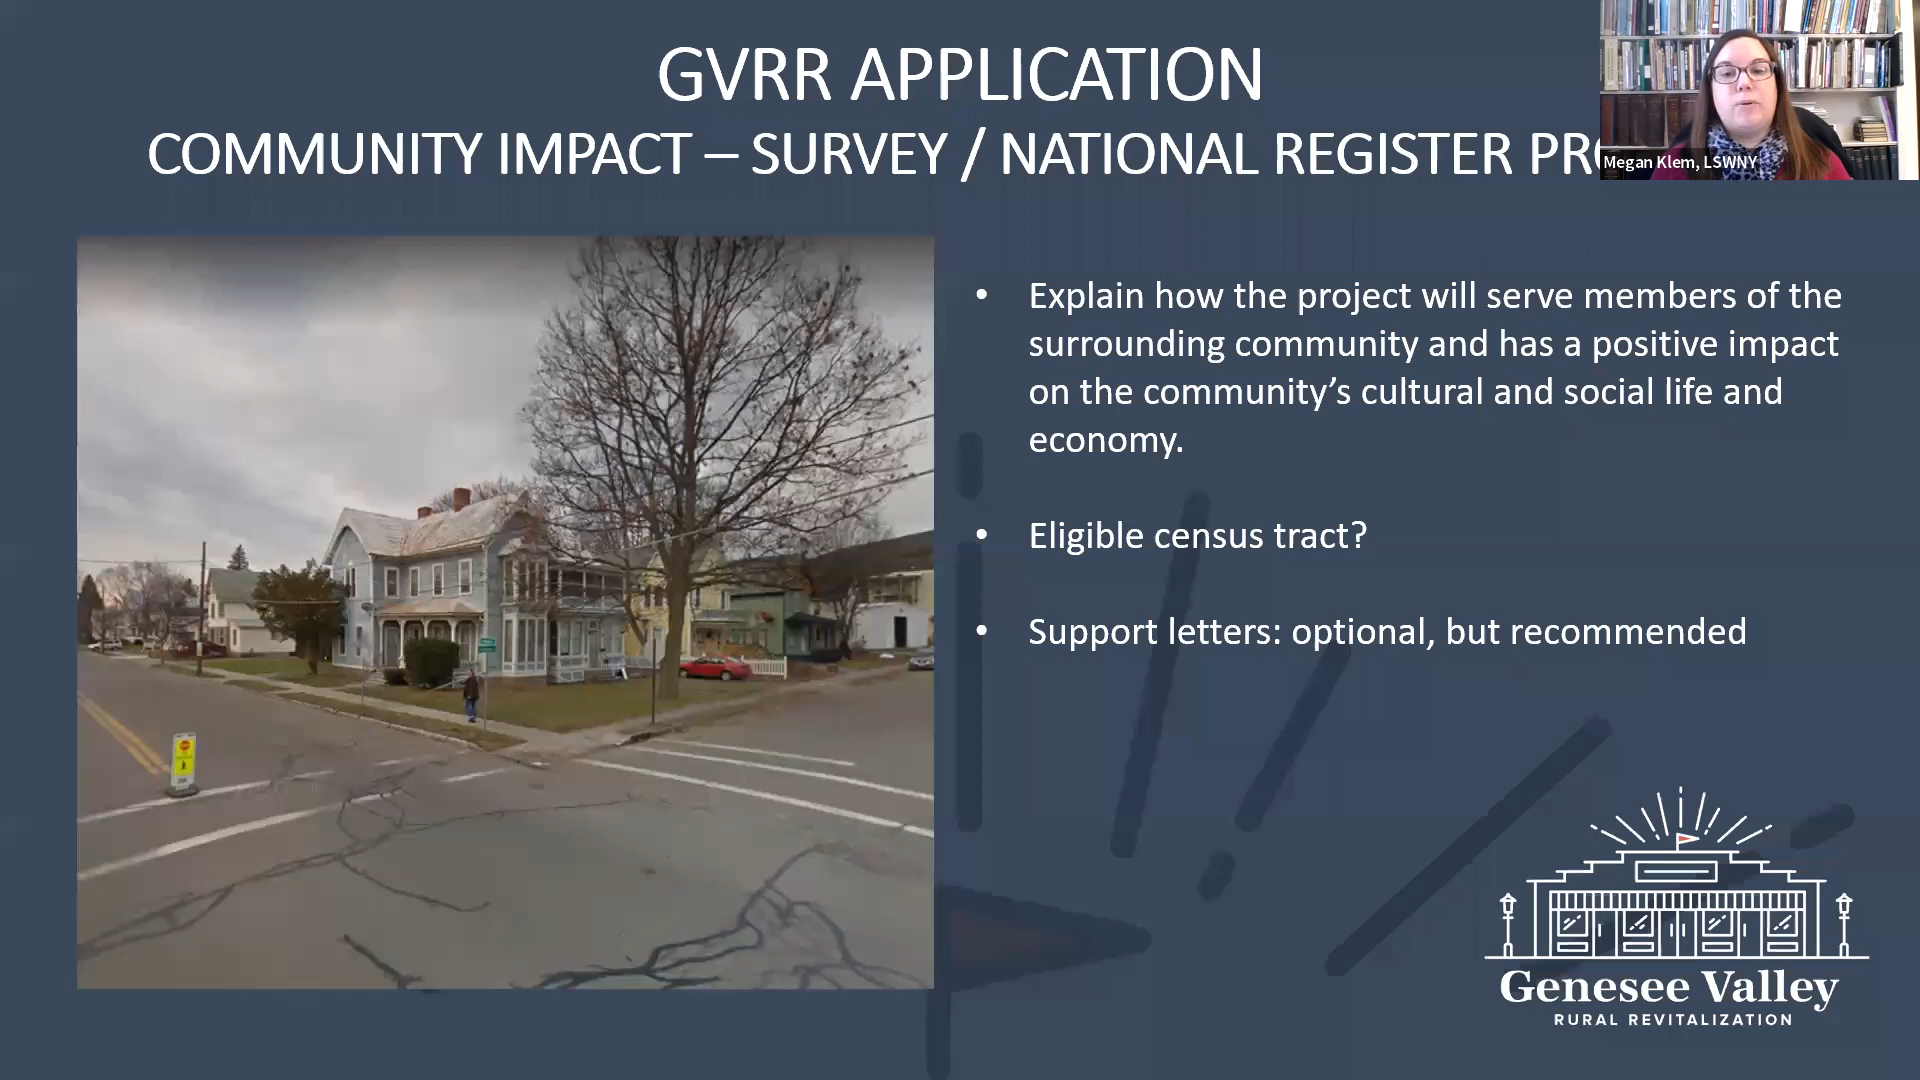 GVRR APPLICATION
COMMUNITY IMPACT – SURVEY / NATIONAL REGISTER
Megan Klem, LSWNY
• Explain how the project will serve members of the
surrounding community and has a positive impact
on the community's cultural and social life and
economy.
• Eligible census tract?
• Support letters: optional, but recommended
Genesee Valley
RURAL REVITALIZATION